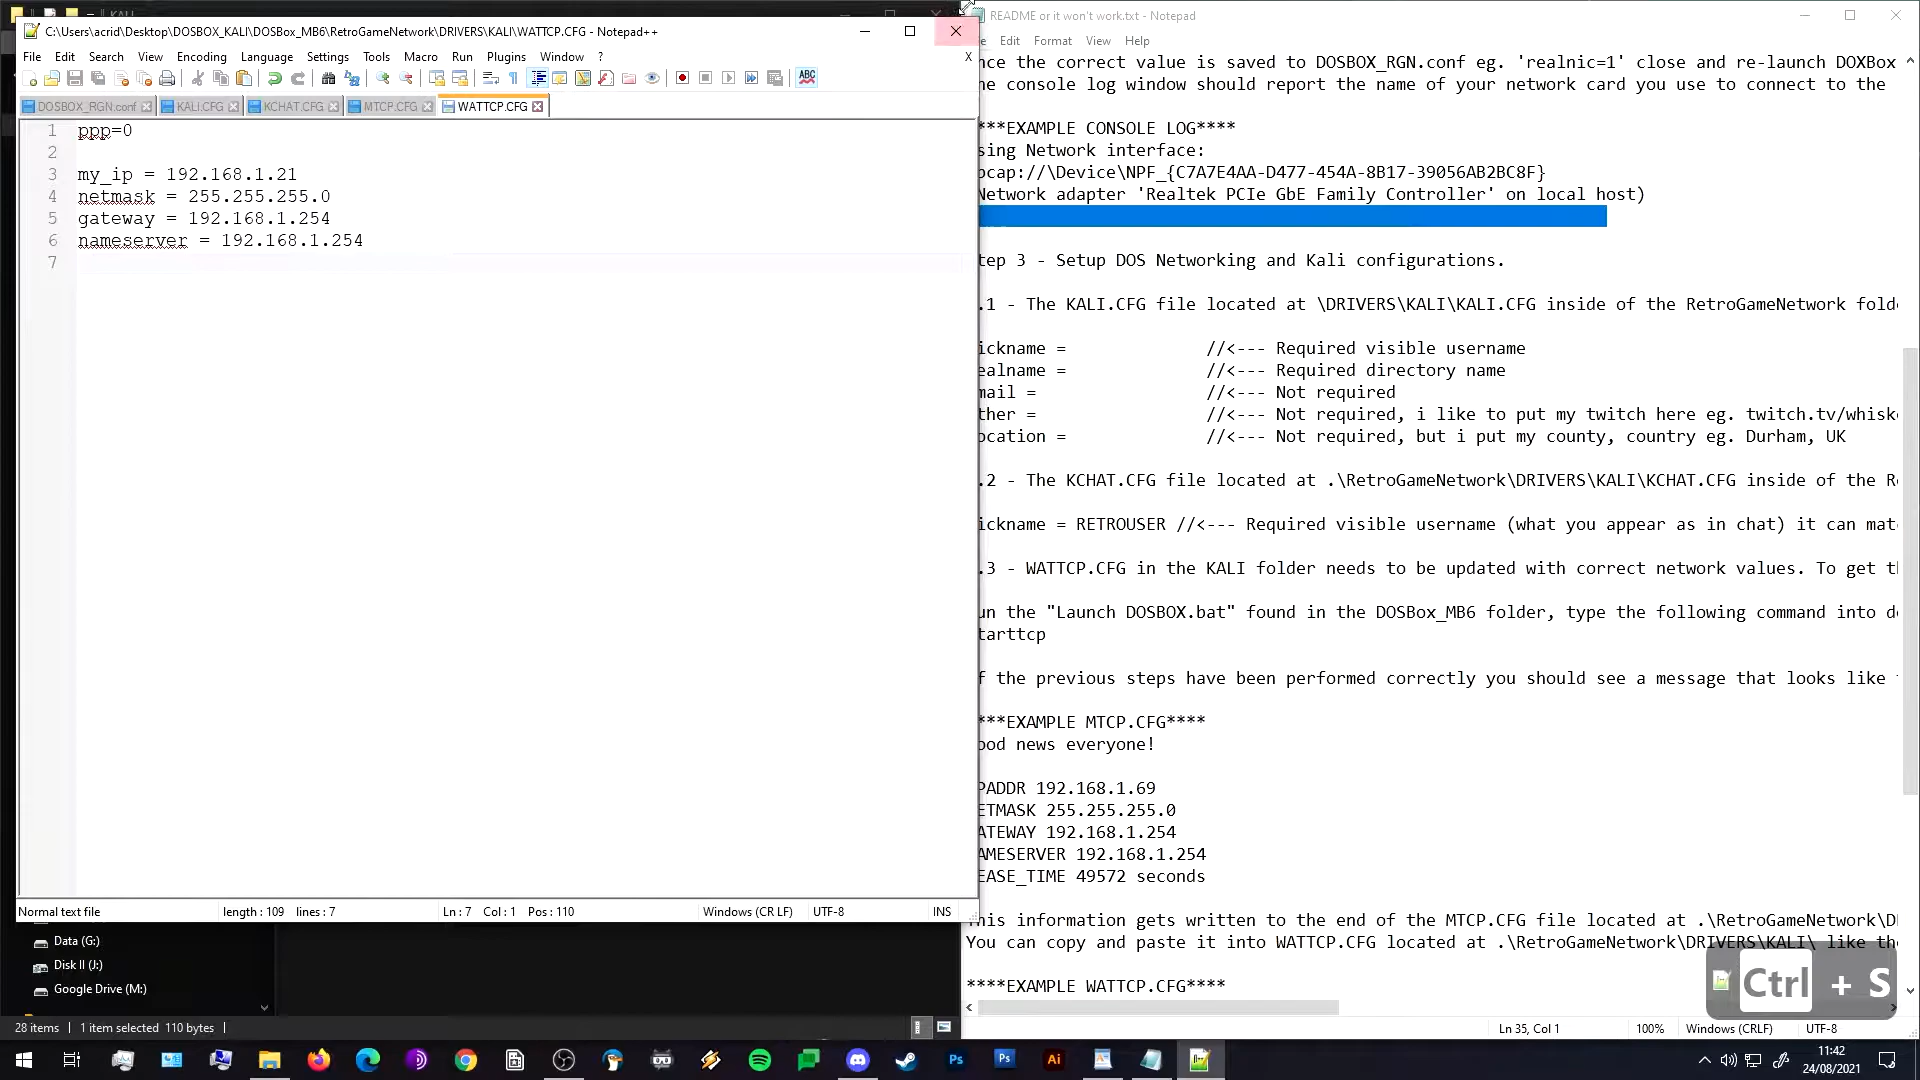 C:\Users\acrid\Desktop\DOSBOX_KALI\DOSBox_MB6\RetroGameNetwork\DRIVERS\KALI\WATTCP.CFG - Notepad++
File Edit Search View Encoding Language Settings Tools Macro Run Plugins Window ? X
DOSBOX_RGN.conf KALI.CFG KCHAT.CFG MTCP.CFG WATTCP.CFG
1 ppp=0
2
3 my_ip = 192.168.1.21
4 netmask = 255.255.255.0
5 gateway = 192.168.1.254
6 nameserver = 192.168.1.254
7
Normal text file length : 109 lines : 7 Ln : 7 Col : 1 Pos : 110 Windows (CR LF) UTF-8 INS
Data (G:)
Disk II (J:)
Google Drive (M:)
28 items 1 item selected 110 bytes
README or it won't work.txt - Notepad
Edit Format View Help
nce the correct value is saved to DOSBOX_RGN.conf eg. 'realnic=1' close and re-launch DOXBox
he console log window should report the name of your network card you use to connect to the
***EXAMPLE CONSOLE LOG****
sing Network interface:
pcap://\Device\NPF_{C7A7E4AA-D477-454A-8B17-39056AB2BC8F}
Network adapter 'Realtek PCIe GbE Family Controller' on local host)
tep 3 - Setup DOS Networking and Kali configurations.
.1 - The KALI.CFG file located at \DRIVERS\KALI\KALI.CFG inside of the RetroGameNetwork fold
ickname = //<--- Required visible username
ealname = //<--- Required directory name
mail = //<--- Not required
ther = //<--- Not required, i like to put my twitch here eg. twitch.tv/whisk
ocation = //<--- Not required, but i put my county, country eg. Durham, UK
.2 - The KCHAT.CFG file located at .\RetroGameNetwork\DRIVERS\KALI\KCHAT.CFG inside of the R
ickname = RETROUSER //<--- Required visible username (what you appear as in chat) it can mat
.3 - WATTCP.CFG in the KALI folder needs to be updated with correct network values. To get t
un the "Launch DOSBOX.bat" found in the DOSBox_MB6 folder, type the following command into d
tarttcp
f the previous steps have been performed correctly you should see a message that looks like
***EXAMPLE MTCP.CFG****
ood news everyone!
PADDR 192.168.1.69
ETMASK 255.255.255.0
ATEWAY 192.168.1.254
AMESERVER 192.168.1.254
EASE_TIME 49572 seconds
This information gets written to the end of the MTCP.CFG file located at .\RetroGameNetwork\D
You can copy and paste it into WATTCP.CFG located at .\RetroGameNetwork\DRIVERS\KALI\ like th
****EXAMPLE WATTCP.CFG****
Ctrl + S
Ln 35, Col 1 100% Windows (CRLF) UTF-8
11:42
24/08/2021